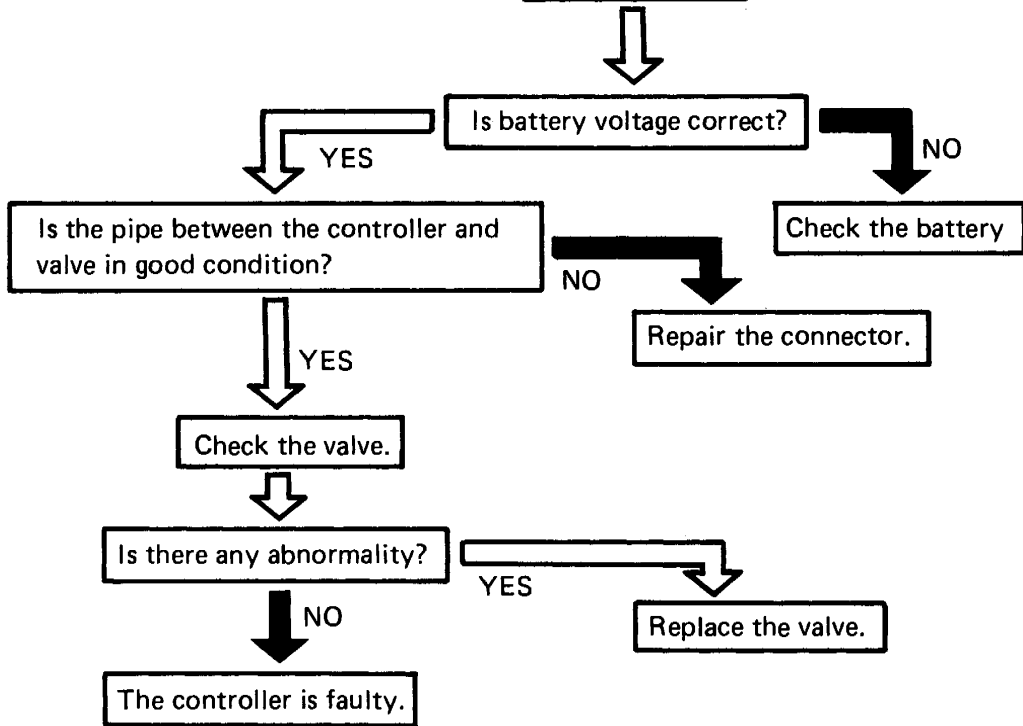 Is battery voltage correct?
YES
NO
Is the pipe between the controller and
valve in good condition?
Check the battery
NO
Repair the connector.
YES
Check the valve.
Is there any abnormality?
YES
NO
Replace the valve.
The controller is faulty.